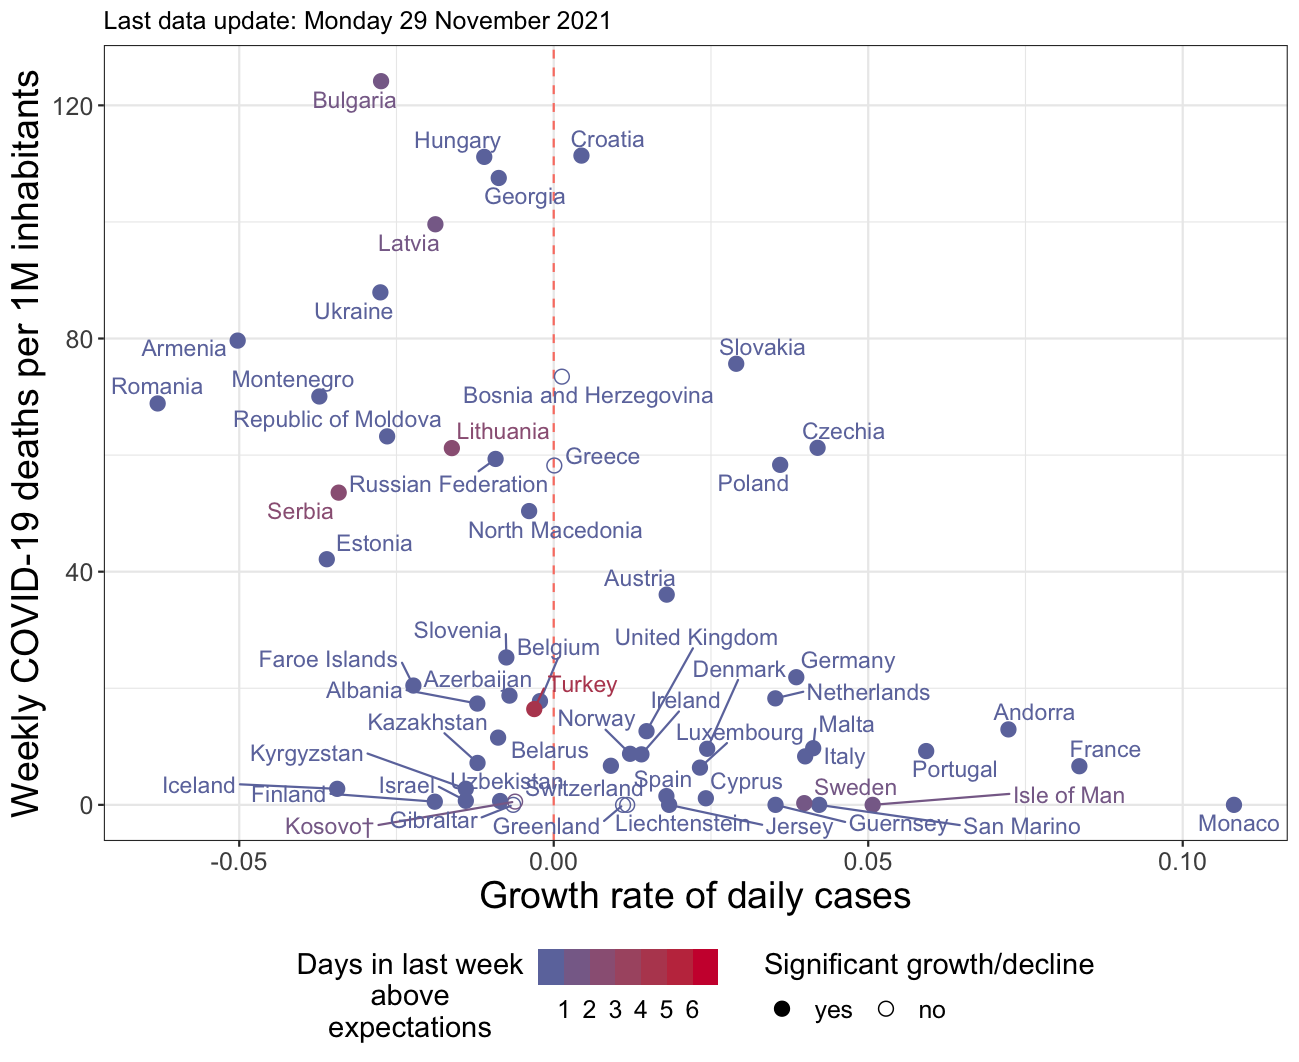 Last data update: Monday 29 November 2021
Weekly COVID-19 deaths per 1M inhabitants
120
80
40
0
Bulgaria
Hungary
Croatia
Georgia
Latvia
Ukraine
Armenia
Slovakia
Romania
Montenegro
Bosnia and Herzegovina
Republic of Moldova
Lithuania
Czechia
Greece
Russian Federation
Poland
Serbia
North Macedonia
Estonia
Austria
Slovenia
United Kingdom
Belgium
Faroe Islands
Germany
Azerbaijan
Denmark
Turkey
Albania
Netherlands
Ireland
Andorra
Norway
Kazakhstan
Malta
Luxembourg
Belarus
France
Kyrgyzstan
Italy
Portugal
Iceland
Finland
Israel
Uzbekistan
Switzerland
Spain
Cyprus
Sweden
Isle of Man
Kosovo†
Gibraltar
Greenland
Liechtenstein
Jersey
Guernsey
San Marino
Monaco
-0.05
0.00
0.05
0.10
Growth rate of daily cases
Days in last week
above
expectations
1 2 3 4 5 6
Significant growth/decline
yes no